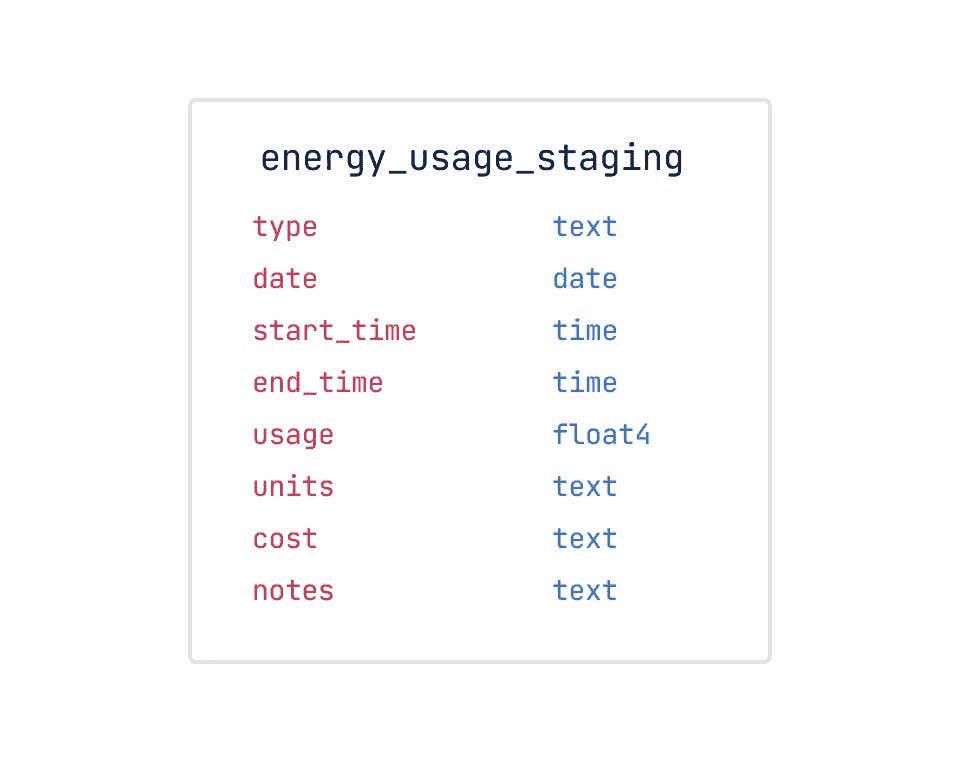 energy_usage_staging
type text
date date
start_time time
end_time time
usage float4
units text
cost text
notes text